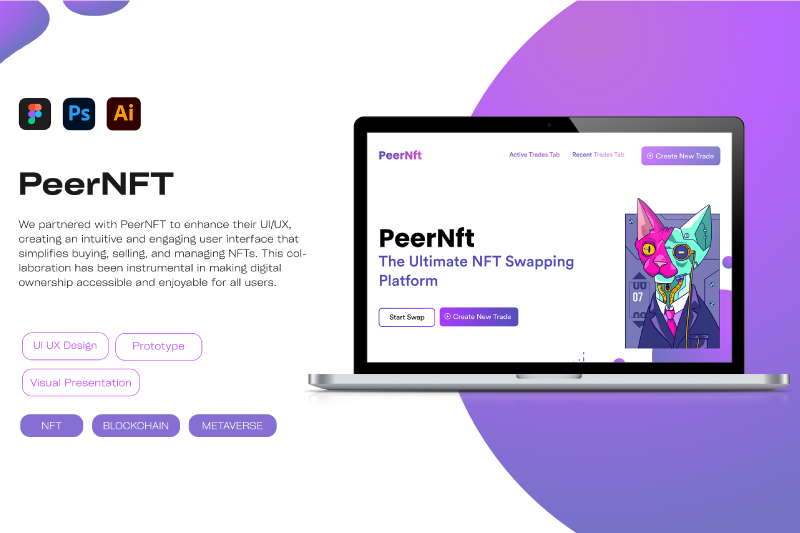 Ps
Ai
PeerNFT
We partnered with PeerNFT to enhance their UI/UX,
creating an intuitive and engaging user interface that
simplifies buying, selling, and managing NFTs. This col-
laboration has been instrumental in making digital
ownership accessible and enjoyable for all users.
UI UX Design
Prototype
Visual Presentation
NFT
BLOCKCHAIN
METAVERSE
PeerNft
Active Trades Tab
Recent Trades Tab
Create New Trade
PeerNft
The Ultimate NFT Swapping
Platform
Start Swap
Create New Trade
07